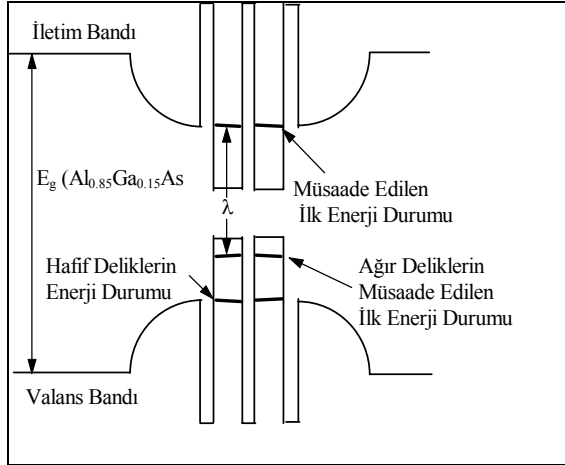 İletim Bandı
E₉ (Al₀.₈₅Ga₀.₁₅As
λ
Müsaade Edilen
İlk Enerji Durumu
Hafif Deliklerin
Enerji Durumu
Ağır Deliklerin
Müsaade Edilen
İlk Enerji Durumu
Valans Bandı